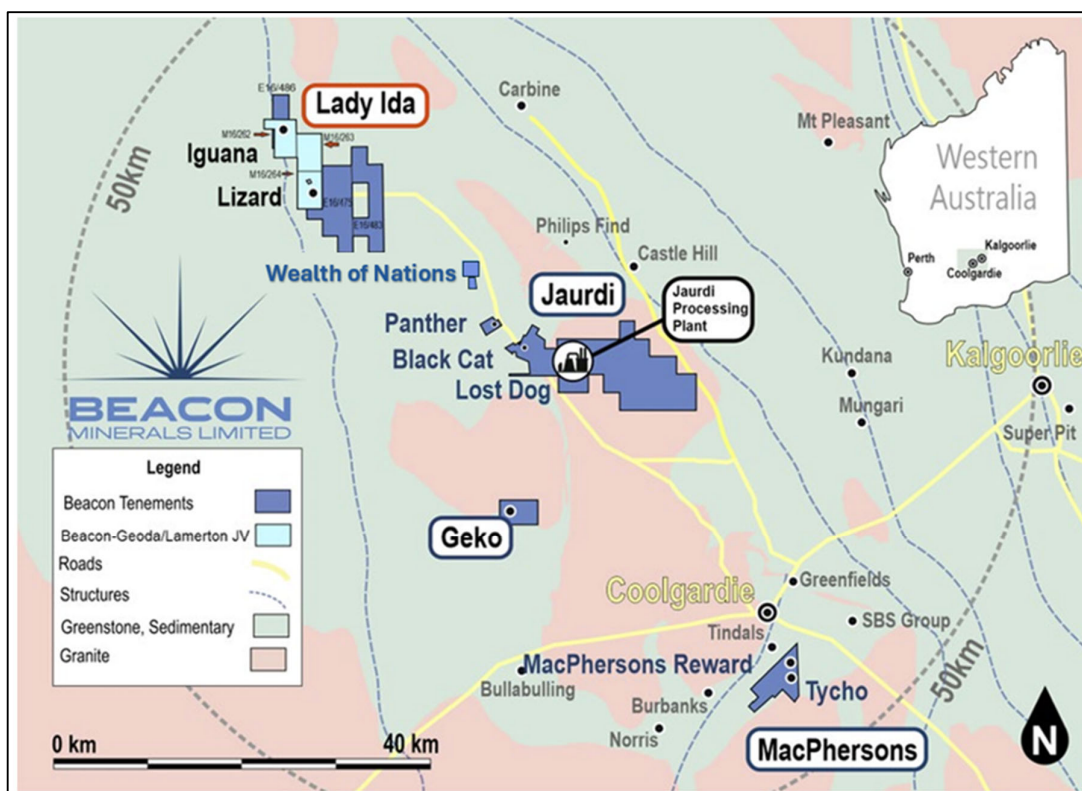 E16/486
Lady Ida
M16/262
M16/263
Iguana
M16/264
Lizard
E16/475
E16/483
50km
Carbine
Mt Pleasant
Western
Australia
Perth
Kalgoorlie
Coolgardie
Philips Find
Castle Hill
Wealth of Nations
Jaurdi
Jaurdi
Processing
Plant
Panther
Black Cat
Lost Dog
Kundana
Kalgoorlie
Mungari
Super Pit
BEACON
MINERALS LIMITED
Legend
Beacon Tenements
Beacon-Geoda/Lamerton JV
Roads
Structures
Greenstone, Sedimentary
Granite
Geko
Coolgardie
Greenfields
SBS Group
Tindals
MacPhersons Reward
Tycho
Bullabulling
Burbanks
Norris
50km
MacPhersons
0 km
40 km
N